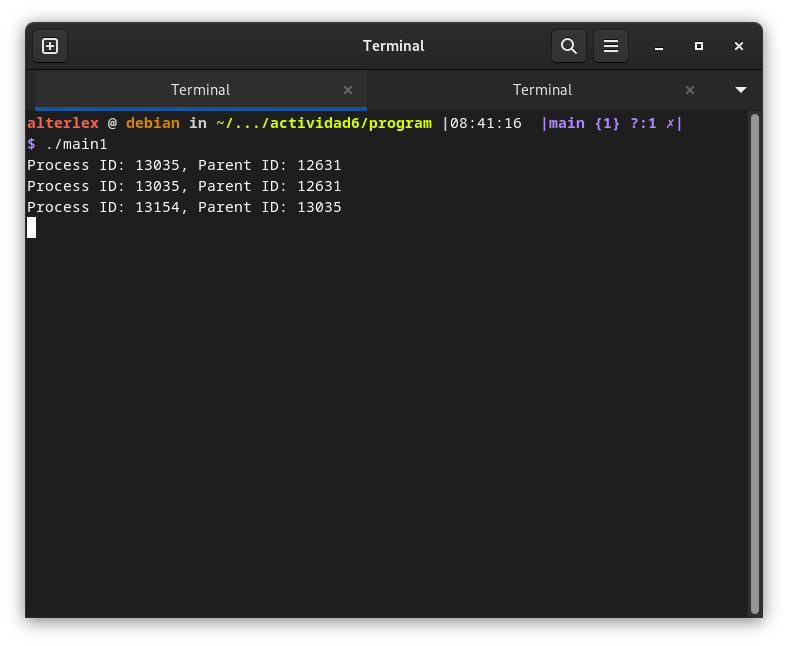 Terminal
Terminal Terminal
alterlex @ debian in ~/.../actividad6/program |08:41:16 |main {1} ?:1 ✗|
$ ./main1
Process ID: 13035, Parent ID: 12631
Process ID: 13035, Parent ID: 12631
Process ID: 13154, Parent ID: 13035